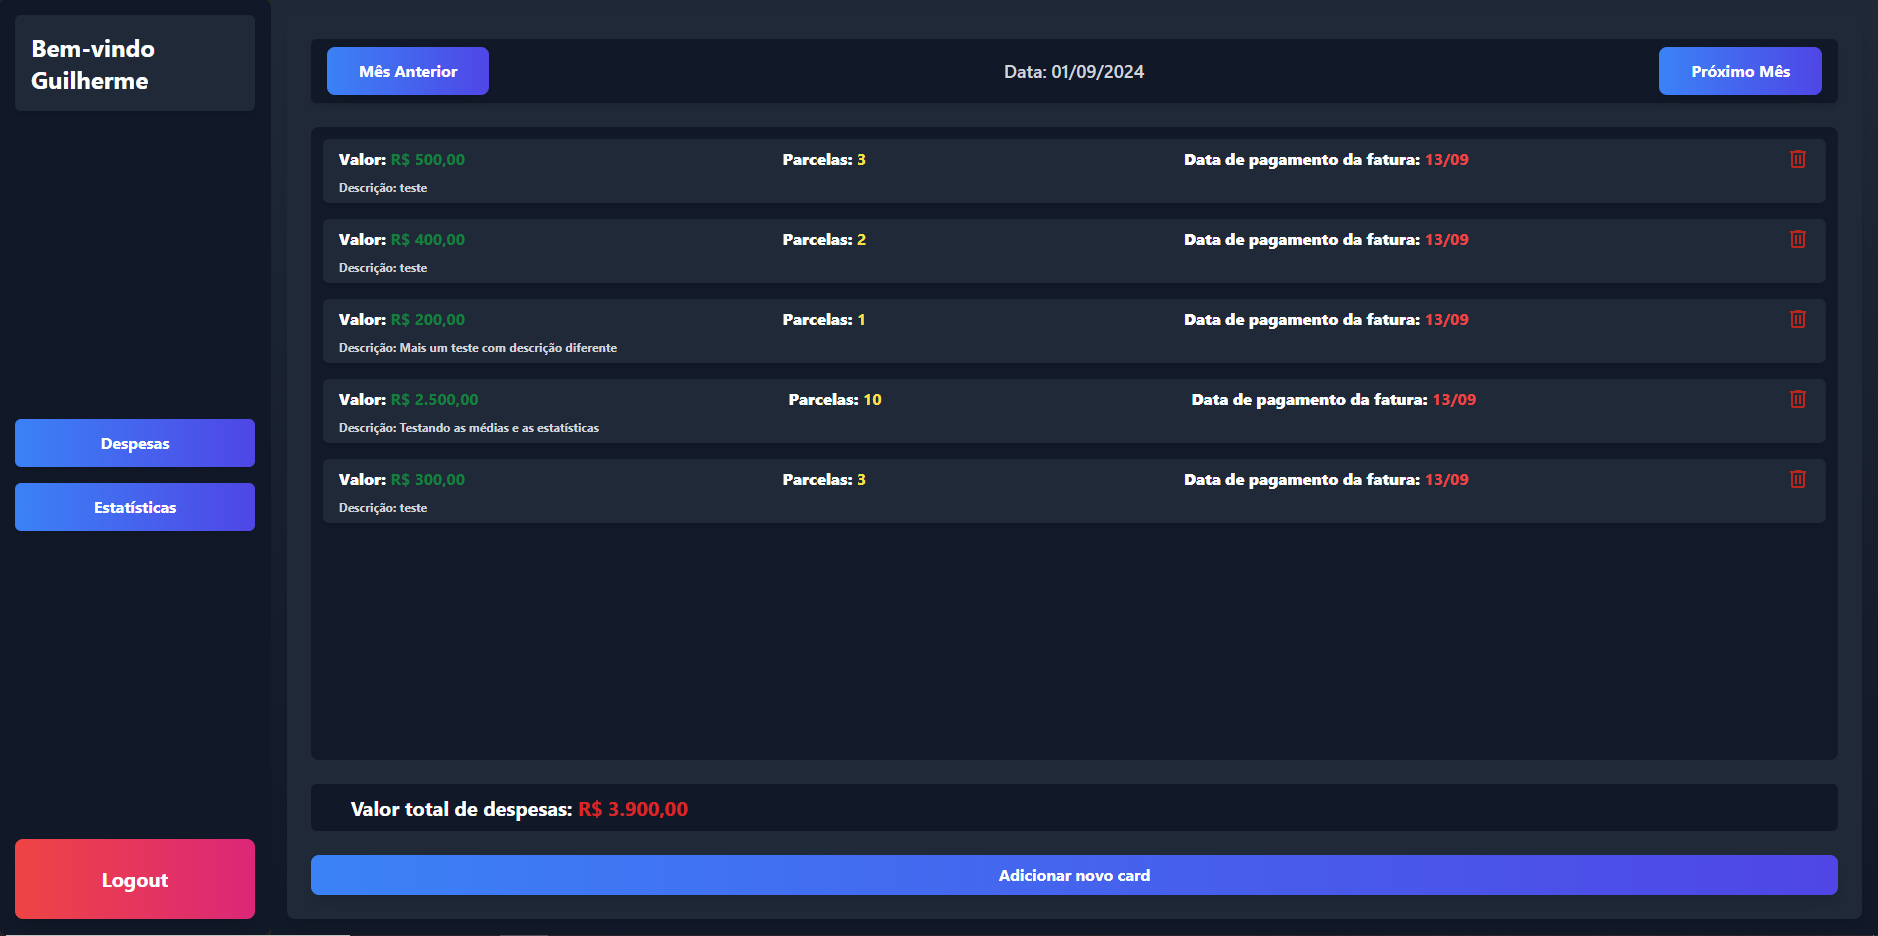 Bem-vindo
Guilherme
Despesas
Estatísticas
Logout
Mês Anterior
Data: 01/09/2024
Próximo Mês
Valor: R$ 500,00
Parcelas: 3
Data de pagamento da fatura: 13/09
Descrição: teste
Valor: R$ 400,00
Parcelas: 2
Data de pagamento da fatura: 13/09
Descrição: teste
Valor: R$ 200,00
Parcelas: 1
Data de pagamento da fatura: 13/09
Descrição: Mais um teste com descrição diferente
Valor: R$ 2.500,00
Parcelas: 10
Data de pagamento da fatura: 13/09
Descrição: Testando as médias e as estatísticas
Valor: R$ 300,00
Parcelas: 3
Data de pagamento da fatura: 13/09
Descrição: teste
Valor total de despesas: R$ 3.900,00
Adicionar novo card